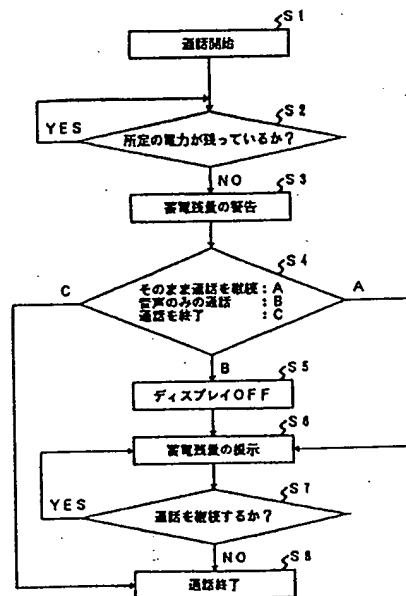 S1
通話開始
S2
YES
所定の電力が残っているか?
NO
S3
蓄電残量の警告
S4
C
A
そのまま通話を継続:A
音声のみの通話 :B
通話を終了 :C
B
S5
ディスプレイOFF
S6
蓄電残量の提示
S7
YES
通話を継続するか?
NO
S8
通話終了